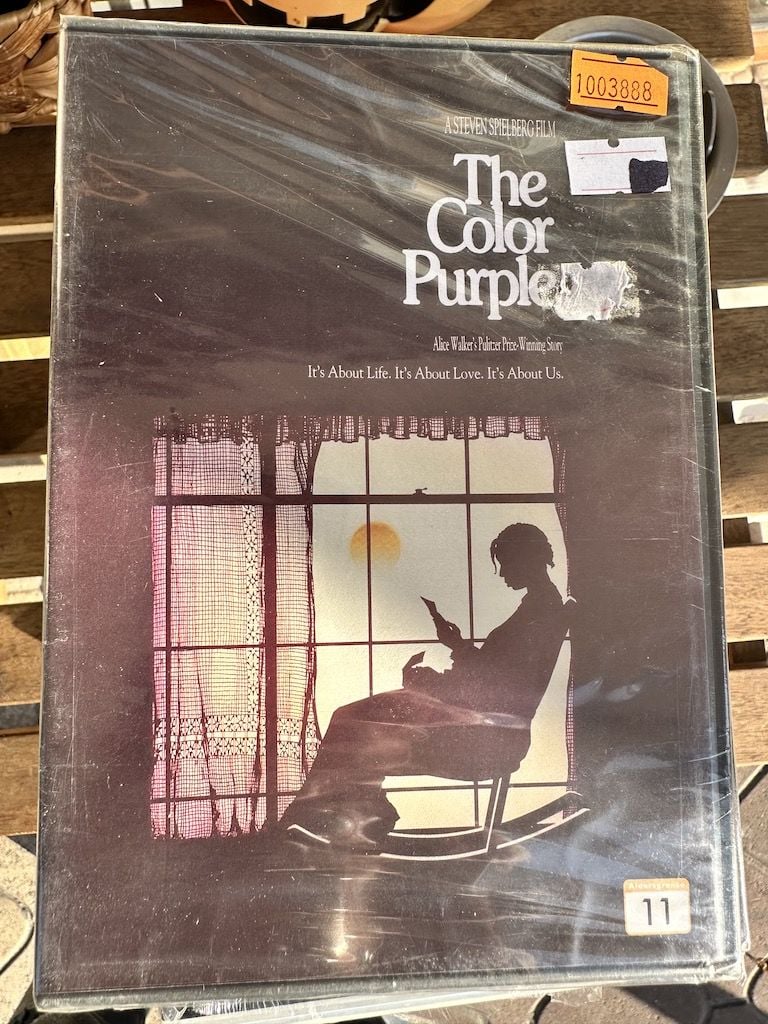 1003888
A STEVEN SPIELBERG FILM
The
Color
Purple
Alice Walker's Pulitzer Prize-Winning Story
It's About Life. It's About Love. It's About Us.
Aldersgrense
11